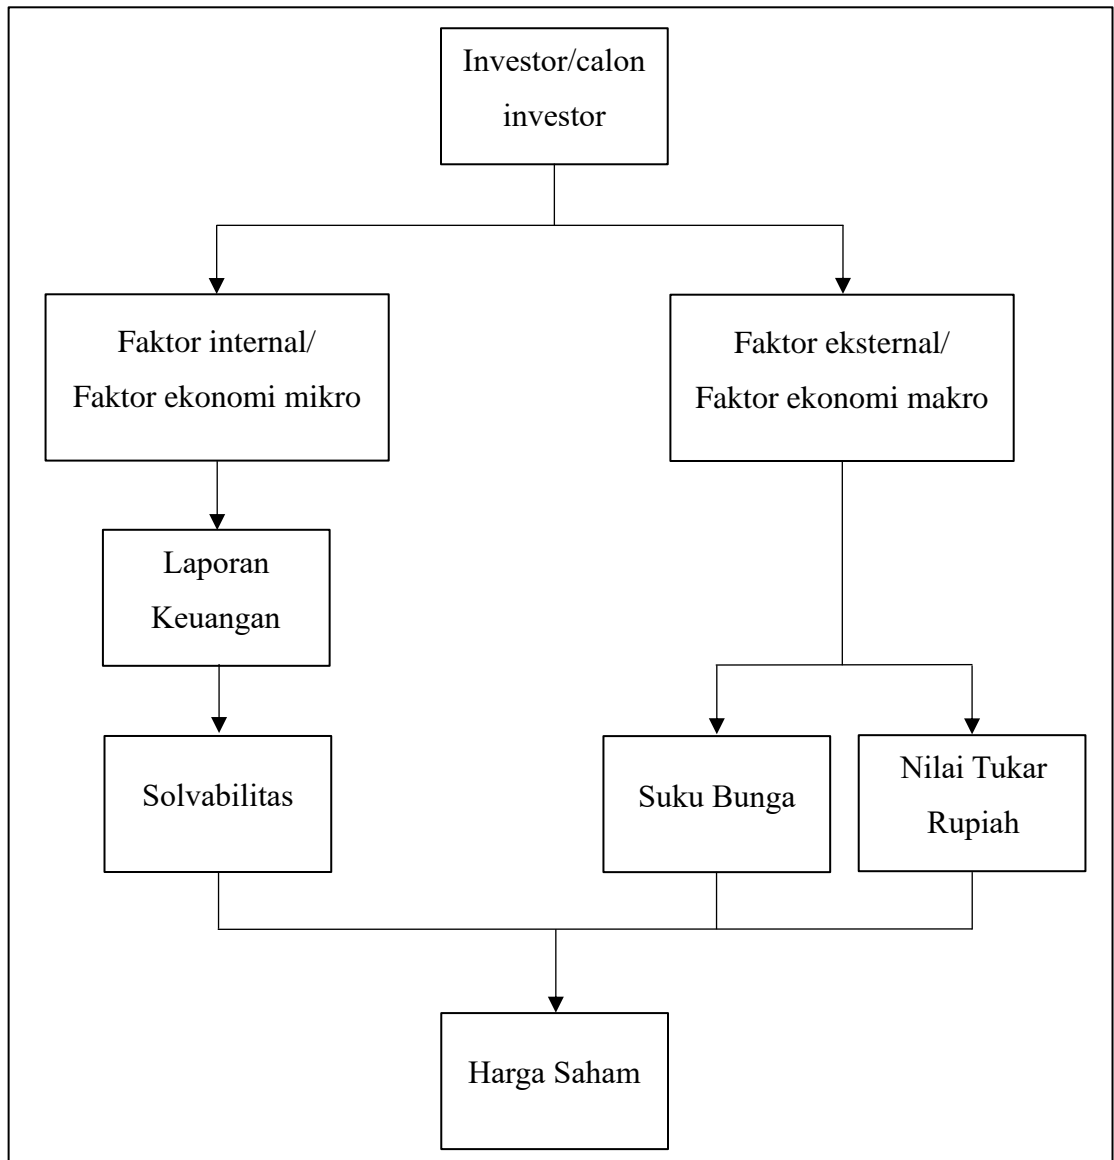 Investor/calon
investor
Faktor internal/
Faktor ekonomi mikro
Faktor eksternal/
Faktor ekonomi makro
Laporan
Keuangan
Solvabilitas
Suku Bunga
Nilai Tukar
Rupiah
Harga Saham